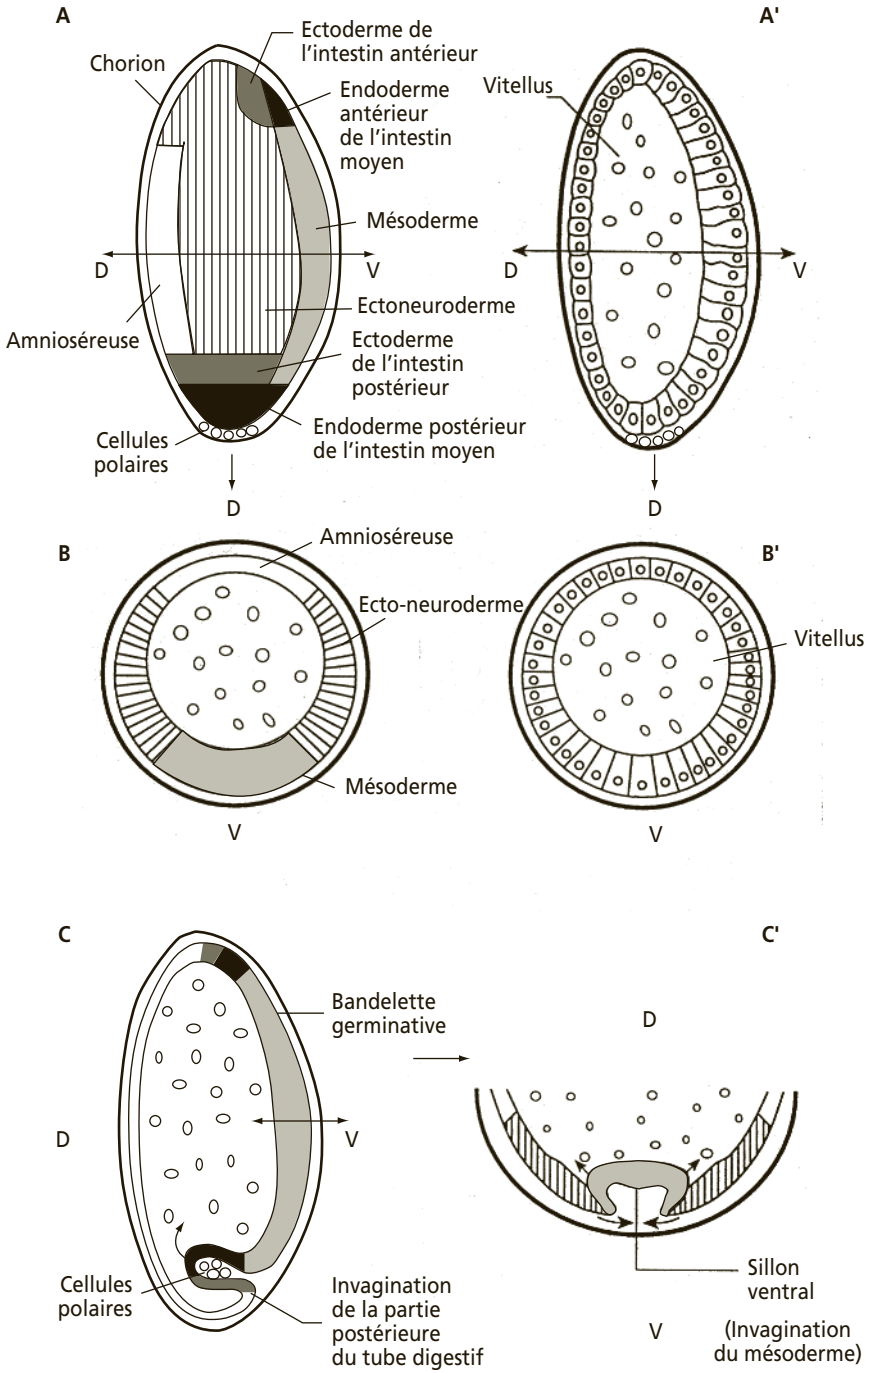 A
A'
Ectoderme de
l'intestin antérieur
Chorion
Endoderme
antérieur
de l'intestin
moyen
Vitellus
Mésoderme
D
V
D
V
Ectoneuroderme
Amnioséreuse
Ectoderme
de l'intestin
postérieur
Endoderme postérieur
de l'intestin moyen
Cellules
polaires
D
D
B
B'
Amnioséreuse
Ecto-neuroderme
Vitellus
Mésoderme
V
V
C
C'
Bandelette
germinative
D
D
V
Cellules
polaires
Invagination
de la partie
postérieure
du tube digestif
Sillon
ventral
V
(Invagination
du mésoderme)